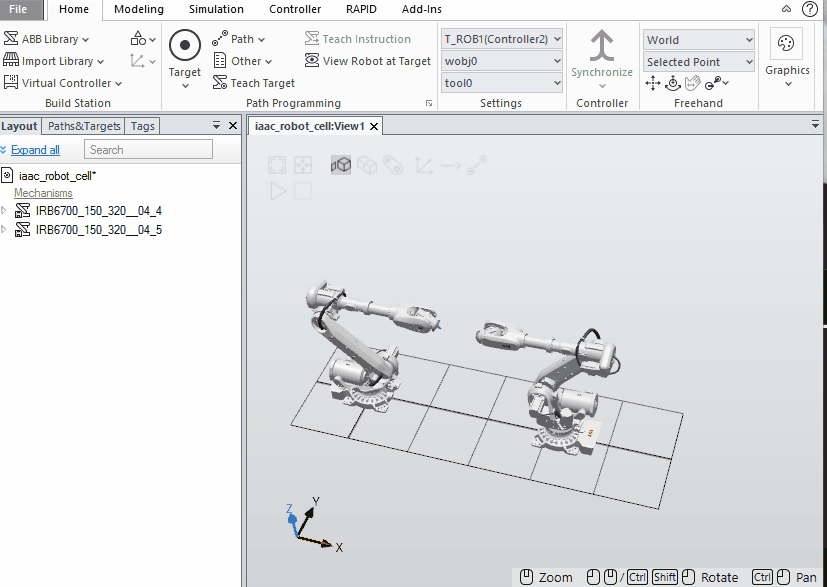 File Home Modeling Simulation Controller RAPID Add-Ins
ABB Library
Import Library
Virtual Controller
Build Station
Target
Path
Other
Teach Target
Teach Instruction
View Robot at Target
Path Programming
T_ROB1(Controller2)
wobj0
tool0
Settings
Synchronize
Controller
World
Selected Point
Freehand
Graphics
Layout Paths&Targets Tags
Expand all Search
iaac_robot_cell*
Mechanisms
IRB6700_150_320__04_4
IRB6700_150_320__04_5
iaac_robot_cell:View1
Z Y
X
Zoom / Ctrl Shift Rotate Ctrl Pan